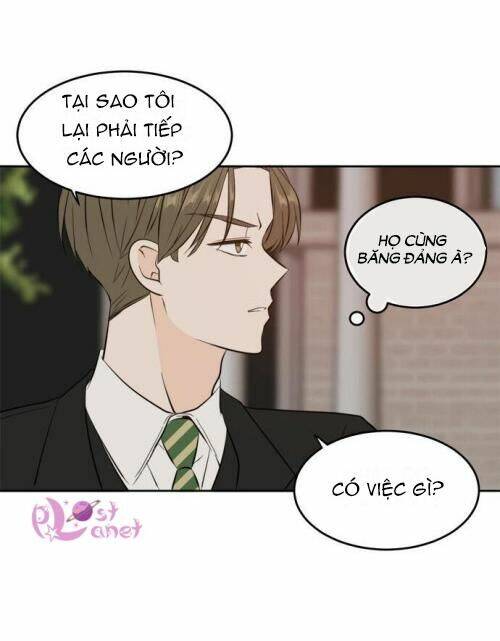 TẠI SAO TÔI
LẠI PHẢI TIẾP
CÁC NGƯỜI?
HỌ CÙNG
BĂNG ĐẢNG À?
CÓ VIỆC GÌ?
Lost
Planet